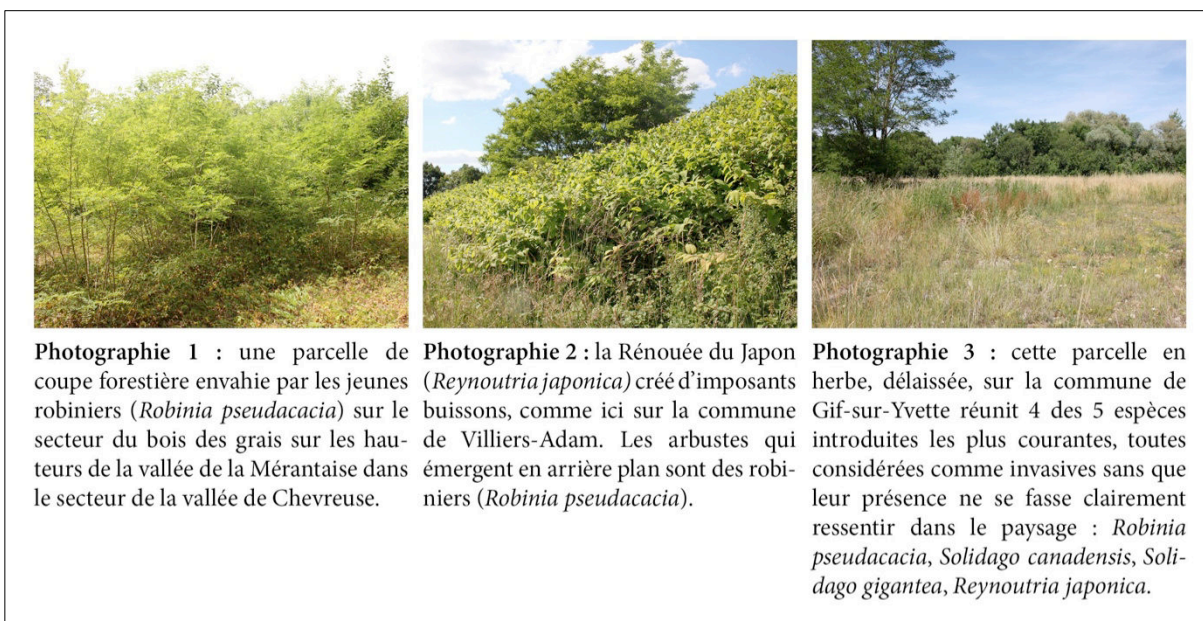 Photographie 1 : une parcelle de
coupe forestière envahie par les jeunes
robiniers (Robinia pseudacacia) sur le
secteur du bois des grais sur les hau-
teurs de la vallée de la Mérantaise dans
le secteur de la vallée de Chevreuse.
Photographie 2 : la Rénouée du Japon
(Reynoutria japonica) créé d'imposants
buissons, comme ici sur la commune
de Villiers-Adam. Les arbustes qui
émergent en arrière plan sont des robi-
niers (Robinia pseudacacia).
Photographie 3 : cette parcelle en
herbe, délaissée, sur la commune de
Gif-sur-Yvette réunit 4 des 5 espèces
introduites les plus courantes, toutes
considérées comme invasives sans que
leur présence ne se fasse clairement
ressentir dans le paysage : Robinia
pseudacacia, Solidago canadensis, Soli-
dago gigantea, Reynoutria japonica.